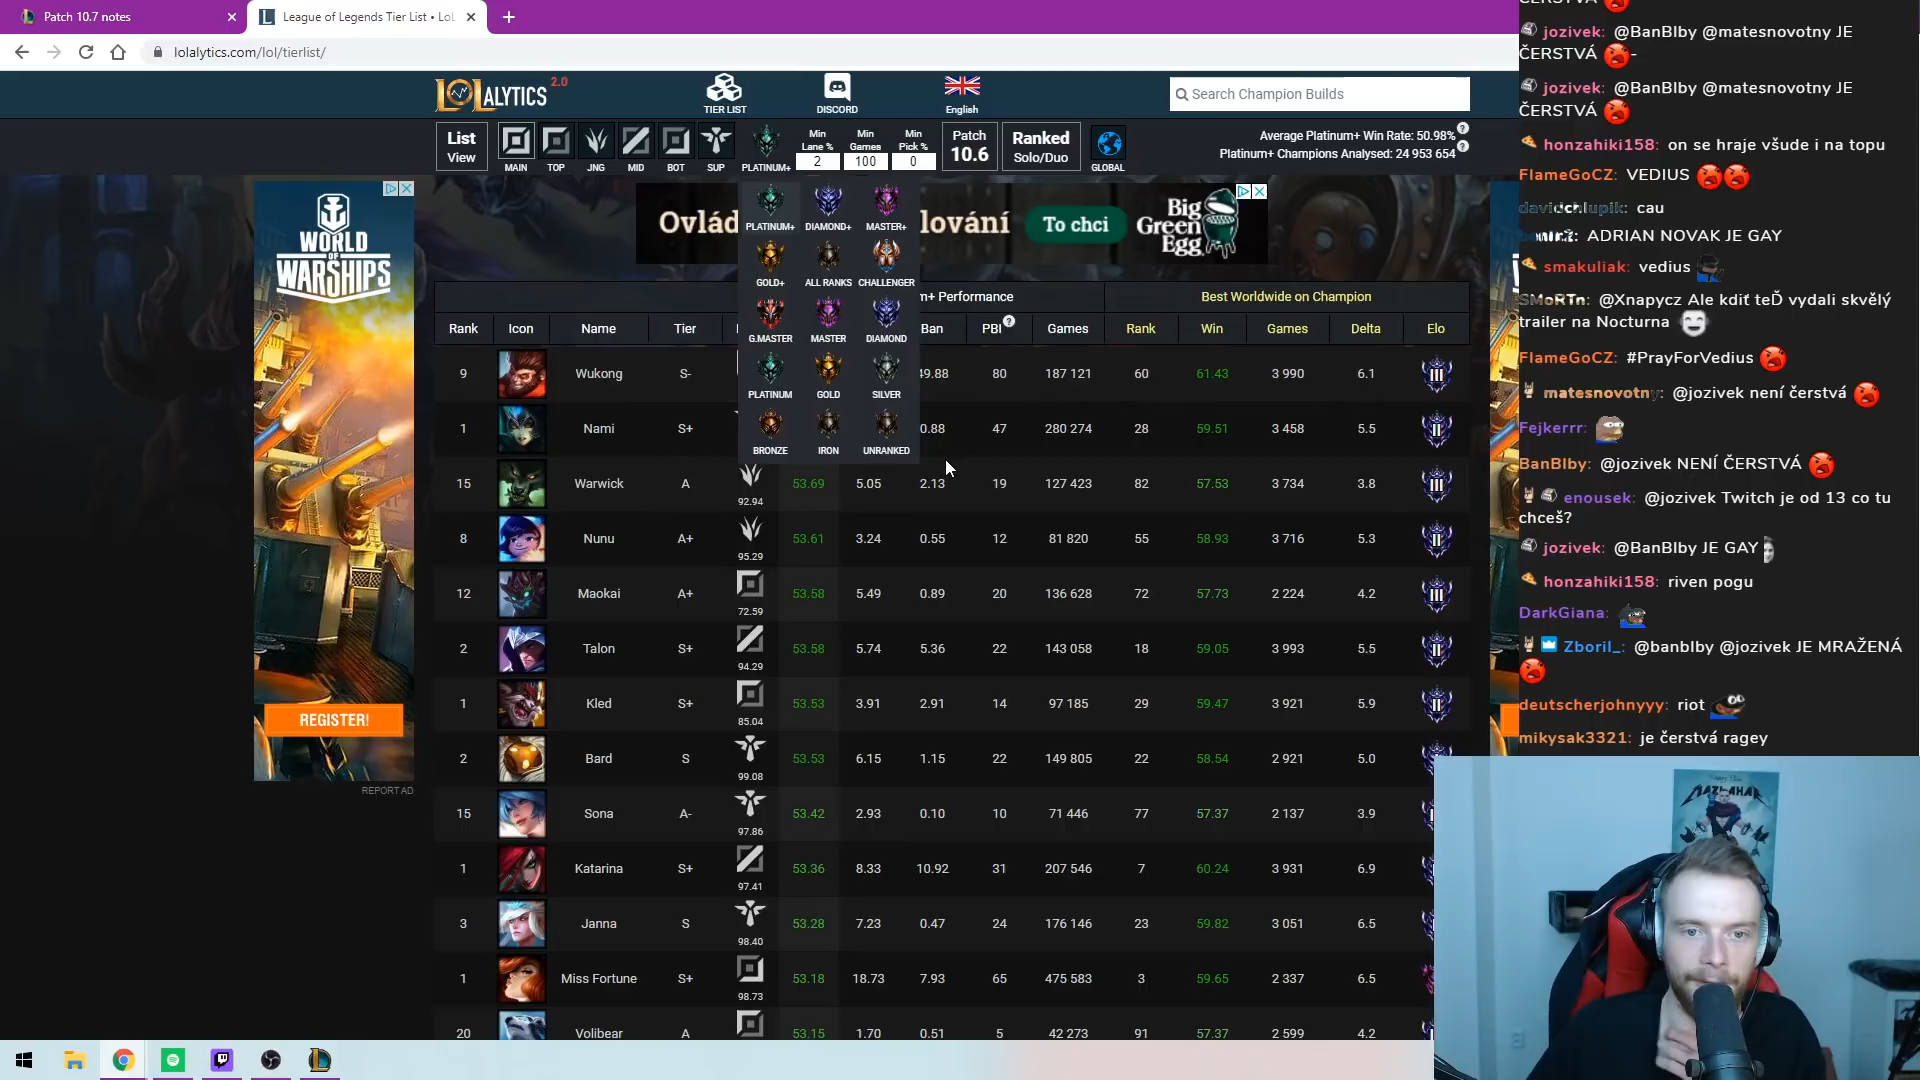 Patch 10.7 notes
League of Legends Tier List • Lo
lolalytics.com/lol/tierlist/
LOLALYTICS 2.0
TIER LIST
DISCORD
English
Search Champion Builds
List
View
MAIN
TOP
JNG
MID
BOT
SUP
PLATINUM+
Min
Lane %
2
Min
Games
100
Min
Pick %
0
Patch
10.6
Ranked
Solo/Duo
GLOBAL
Average Platinum+ Win Rate: 50.98%
Platinum+ Champions Analysed: 24 953 654
WORLD
OF
WARSHIPS
REGISTER!
REPORT AD
Ovlád
lování
To chci
Big
Green
Egg
PLATINUM+ DIAMOND+ MASTER+
GOLD+ ALL RANKS CHALLENGER
G.MASTER MASTER DIAMOND
PLATINUM GOLD SILVER
BRONZE IRON UNRANKED
m+ Performance
Best Worldwide on Champion
Rank Icon Name Tier Ban PBI Games Rank Win Games Delta Elo
9 Wukong S- 49.88 80 187 121 60 61.43 3 990 6.1
1 Nami S+ 0.88 47 280 274 28 59.51 3 458 5.5
15 Warwick A 92.94 53.69 5.05 2.13 19 127 423 82 57.53 3 734 3.8
8 Nunu A+ 95.29 53.61 3.24 0.55 12 81 820 55 58.93 3 716 5.3
12 Maokai A+ 72.59 53.58 5.49 0.89 20 136 628 72 57.73 2 224 4.2
2 Talon S+ 94.29 53.58 5.74 5.36 22 143 058 18 59.05 3 993 5.5
1 Kled S+ 85.04 53.53 3.91 2.91 14 97 185 29 59.47 3 921 5.9
2 Bard S 99.08 53.53 6.15 1.15 22 149 805 22 58.54 2 921 5.0
15 Sona A- 97.86 53.42 2.93 0.10 10 71 446 77 57.37 2 137 3.9
1 Katarina S+ 97.41 53.36 8.33 10.92 31 207 546 7 60.24 3 931 6.9
3 Janna S 98.40 53.28 7.23 0.47 24 176 146 23 59.82 3 051 6.5
1 Miss Fortune S+ 98.73 53.18 18.73 7.93 65 475 583 3 59.65 2 337 6.5
20 Volibear A 53.15 1.70 0.51 5 42 273 91 57.37 2 599 4.2
ČERSTVÁ
jozivek: @BanBlby @matesnovotny JE
ČERSTVÁ -
jozivek: @BanBlby @matesnovotny JE
ČERSTVÁ
honzahiki158: on se hraje všude i na topu
FlameGoCZ: VEDIUS
davidchlupik: cau
ADRIAN NOVAK JE GAY
smakuliak: vedius
SMoRTn: @Xnapycz Ale kdiť teĎ vydali skvělý
trailer na Nocturna
FlameGoCZ: #PrayForVedius
matesnovotny: @jozivek není čerstvá
Fejkerrr:
BanBlby: @jozivek NENÍ ČERSTVÁ
enousek: @jozivek Twitch je od 13 co tu
chceš?
jozivek: @BanBlby JE GAY
honzahiki158: riven pogu
DarkGiana:
Zboril_: @banblby @jozivek JE MRAŽENÁ
deutscherjohnyyy: riot
mikysak3321: je čerstvá ragey